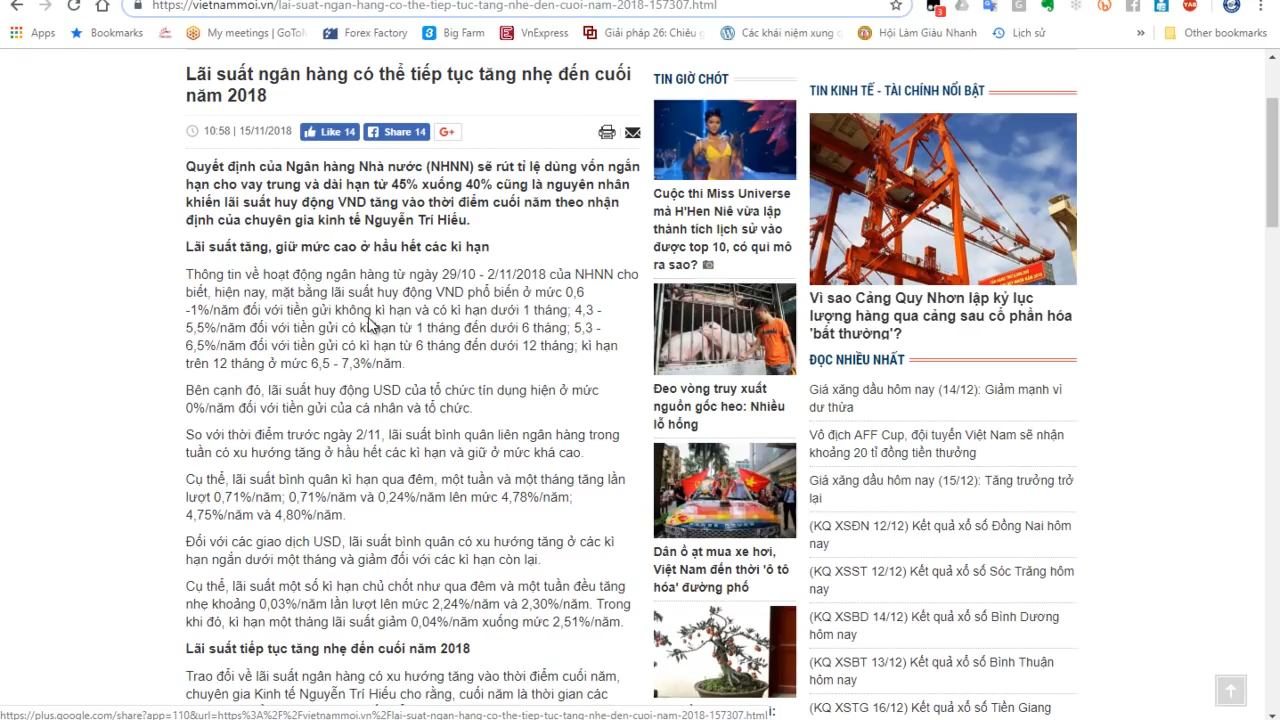 https://vietnammoi.vn/lai-suat-ngan-hang-co-the-tiep-tuc-tang-nhe-den-cuoi-nam-2018-157307.html
3
YAR
Apps
Bookmarks
My meetings | GoToM
Forex Factory
Big Farm
VnExpress
Giải pháp 26: Chiêu
Các khái niệm xung
Hội Làm Giàu Nhanh
Lịch sử
»
Other bookmarks
Lãi suất ngân hàng có thể tiếp tục tăng nhẹ đến cuối
năm 2018
10:58 | 15/11/2018
Like 14
Share 14
G+
Quyết định của Ngân hàng Nhà nước (NHNN) sẽ rút tỉ lệ dùng vốn ngắn
hạn cho vay trung và dài hạn từ 45% xuống 40% cũng là nguyên nhân
khiến lãi suất huy động VND tăng vào thời điểm cuối năm theo nhận
định của chuyên gia kinh tế Nguyễn Trí Hiếu.
Lãi suất tăng, giữ mức cao ở hầu hết các kì hạn
Thông tin về hoạt động ngân hàng từ ngày 29/10 - 2/11/2018 của NHNN cho
biết, hiện nay, mặt bằng lãi suất huy động VND phổ biến ở mức 0,6
-1%/năm đối với tiền gửi không kì hạn và có kì hạn dưới 1 tháng; 4,3 -
5,5%/năm đối với tiền gửi có kì hạn từ 1 tháng đến dưới 6 tháng; 5,3 -
6,5%/năm đối với tiền gửi có kì hạn từ 6 tháng đến dưới 12 tháng; kì hạn
trên 12 tháng ở mức 6,5 - 7,3%/năm.
Bên cạnh đó, lãi suất huy động USD của tổ chức tín dụng hiện ở mức
0%/năm đối với tiền gửi của cá nhân và tổ chức.
So với thời điểm trước ngày 2/11, lãi suất bình quân liên ngân hàng trong
tuần có xu hướng tăng ở hầu hết các kì hạn và giữ ở mức khá cao.
Cụ thể, lãi suất bình quân kì hạn qua đêm, một tuần và một tháng tăng lần
lượt 0,71%/năm; 0,71%/năm và 0,24%/năm lên mức 4,78%/năm;
4,75%/năm và 4,80%/năm.
Đối với các giao dịch USD, lãi suất bình quân có xu hướng tăng ở các kì
hạn ngắn dưới một tháng và giảm đối với các kì hạn còn lại.
Cụ thể, lãi suất một số kì hạn chủ chốt như qua đêm và một tuần đều tăng
nhẹ khoảng 0,03%/năm lần lượt lên mức 2,24%/năm và 2,30%/năm. Trong
khi đó, kì hạn một tháng lãi suất giảm 0,04%/năm xuống mức 2,51%/năm.
Lãi suất tiếp tục tăng nhẹ đến cuối năm 2018
Trao đổi về lãi suất ngân hàng có xu hướng tăng vào thời điểm cuối năm,
chuyên gia Kinh tế Nguyễn Trí Hiếu cho rằng, cuối năm là thời gian các
TIN GIỜ CHÓT
Cuộc thi Miss Universe
mà H'Hen Niê vừa lập
thành tích lịch sử vào
được top 10, có qui mô
ra sao?
Đeo vòng truy xuất
nguồn gốc heo: Nhiều
lỗ hổng
Dân ồ ạt mua xe hơi,
Việt Nam đến thời 'ô tô
hóa' đường phố
TIN KINH TẾ - TÀI CHÍNH NỔI BẬT
Vì sao Cảng Quy Nhơn lập kỷ lục
lượng hàng qua cảng sau cổ phần hóa
'bất thường'?
ĐỌC NHIỀU NHẤT
Giá xăng dầu hôm nay (14/12): Giảm mạnh vì
dư thừa
Vô địch AFF Cup, đội tuyển Việt Nam sẽ nhận
khoảng 20 tỉ đồng tiền thưởng
Giá xăng dầu hôm nay (15/12): Tăng trưởng trở
lại
(KQ XSĐN 12/12) Kết quả xổ số Đồng Nai hôm
nay
(KQ XSST 12/12) Kết quả xổ số Sóc Trăng hôm
nay
(KQ XSBD 14/12) Kết quả xổ số Bình Dương
hôm nay
(KQ XSBT 13/12) Kết quả xổ số Bình Thuận
hôm nay
(KQ XSTG 16/12) Kết quả xổ số Tiền Giang
https://plus.google.com/share?app=110&url=https%3A%2F%2Fvietnammoi.vn%2Flai-suat-ngan-hang-co-the-tiep-tuc-tang-nhe-den-cuoi-nam-2018-157307.html